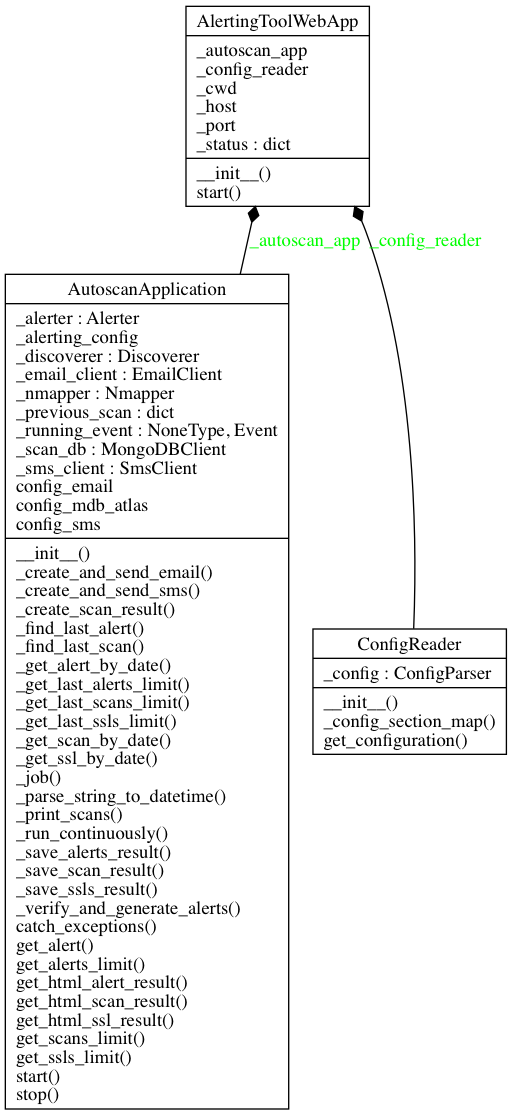 AlertingToolWebApp
_autoscan_app
_config_reader
_cwd
_host
_port
_status : dict
__init__()
start()
_autoscan_app
_config_reader
AutoscanApplication
_alerter : Alerter
_alerting_config
_discoverer : Discoverer
_email_client : EmailClient
_nmapper : Nmapper
_previous_scan : dict
_running_event : NoneType, Event
_scan_db : MongoDBClient
_sms_client : SmsClient
config_email
config_mdb_atlas
config_sms
__init__()
_create_and_send_email()
_create_and_send_sms()
_create_scan_result()
_find_last_alert()
_find_last_scan()
_get_alert_by_date()
_get_last_alerts_limit()
_get_last_scans_limit()
_get_last_ssls_limit()
_get_scan_by_date()
_get_ssl_by_date()
_job()
_parse_string_to_datetime()
_print_scans()
_run_continuously()
_save_alerts_result()
_save_scan_result()
_save_ssls_result()
_verify_and_generate_alerts()
catch_exceptions()
get_alert()
get_alerts_limit()
get_html_alert_result()
get_html_scan_result()
get_html_ssl_result()
get_scans_limit()
get_ssls_limit()
start()
stop()
ConfigReader
_config : ConfigParser
__init__()
_config_section_map()
get_configuration()